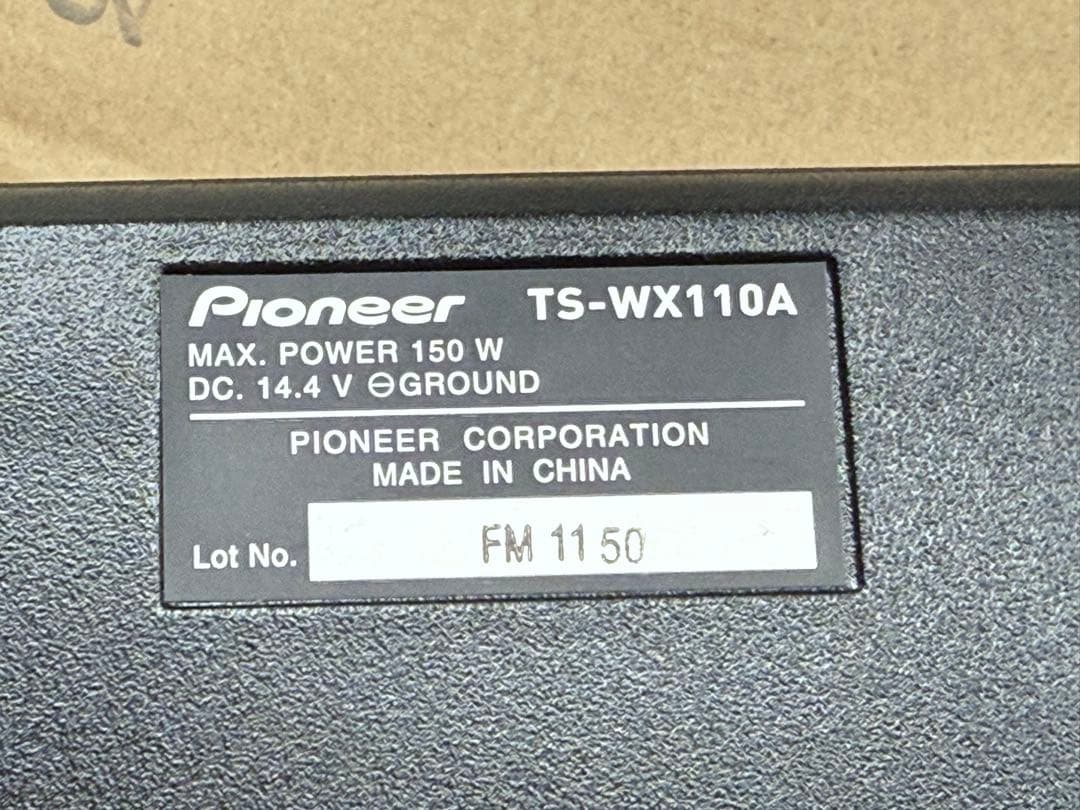 Pioneer TS-WX110A
MAX. POWER 150 W
DC. 14.4 V ⊖GROUND
PIONEER CORPORATION
MADE IN CHINA
Lot No. FM 11 50